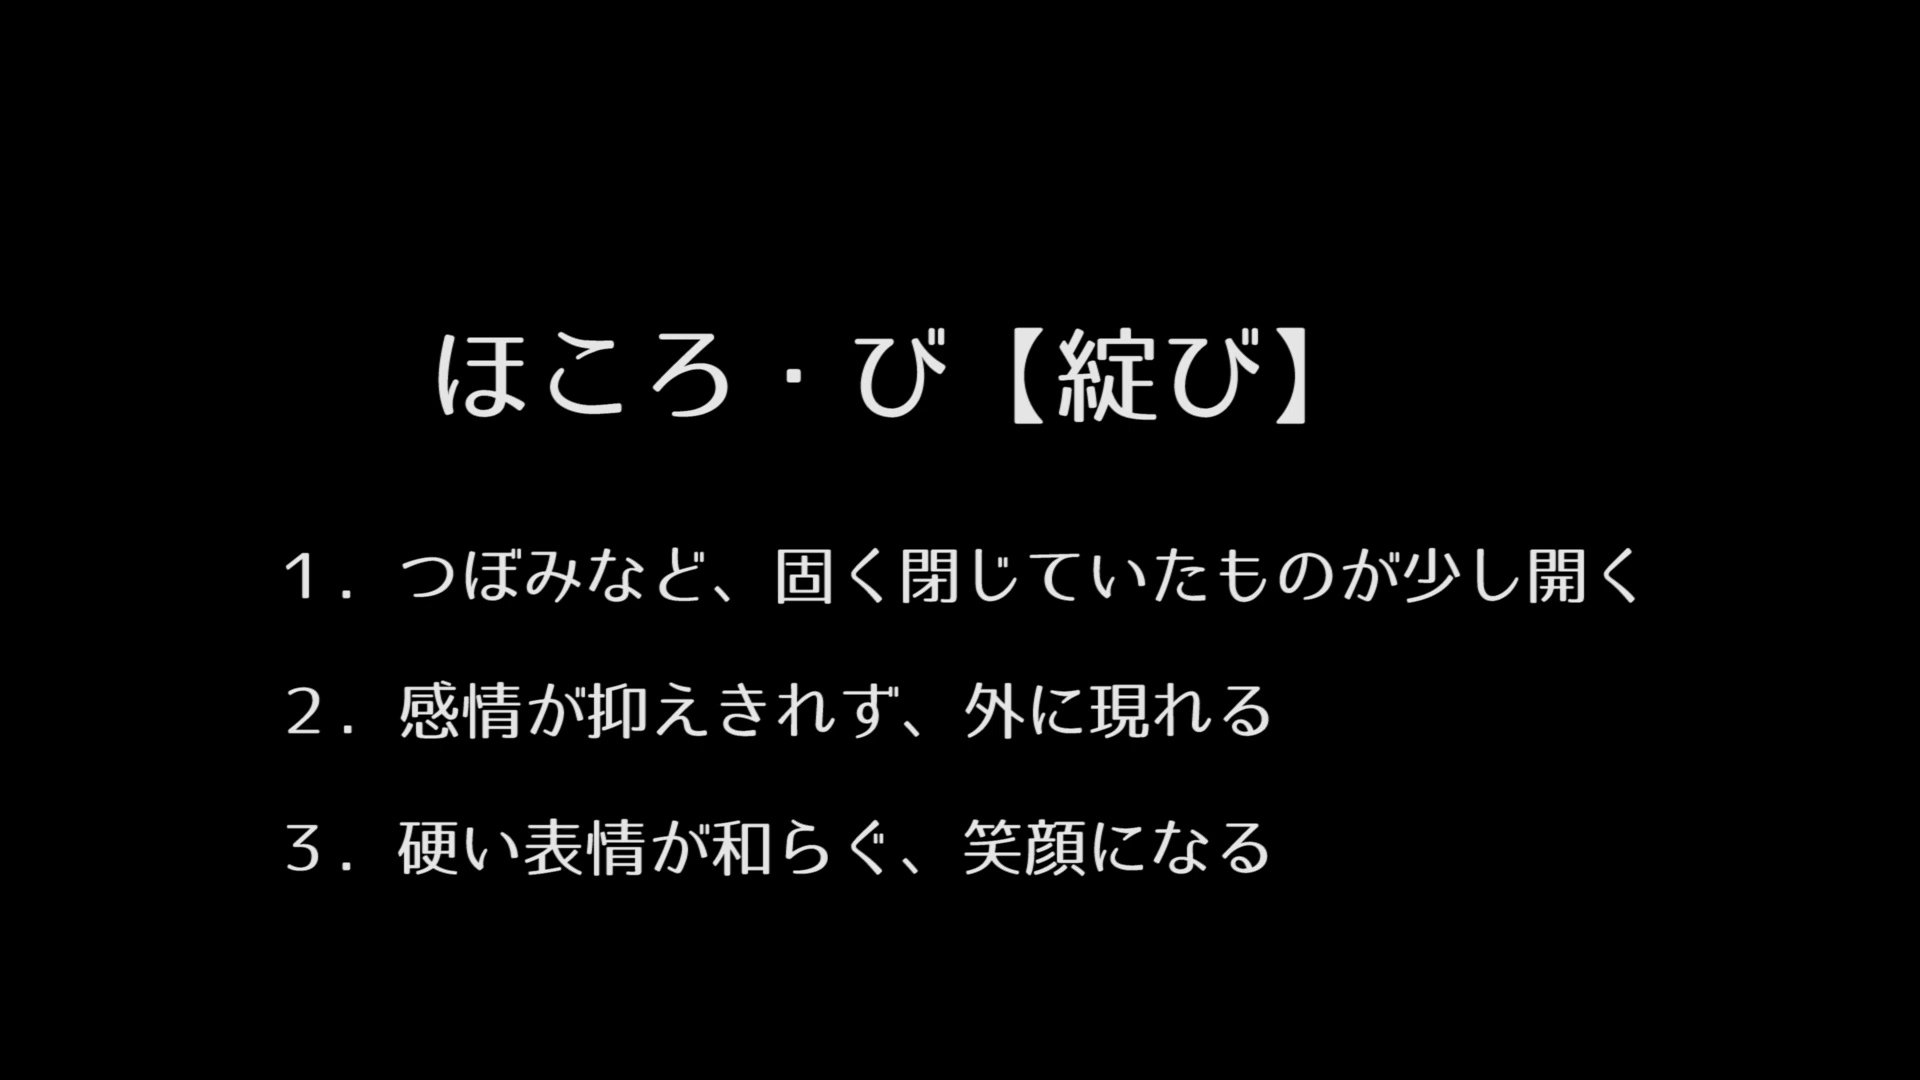 ほころ・び【綻び】
１．つぼみなど、固く閉じていたものが少し開く
２．感情が抑えきれず、外に現れる
３．硬い表情が和らぐ、笑顔になる